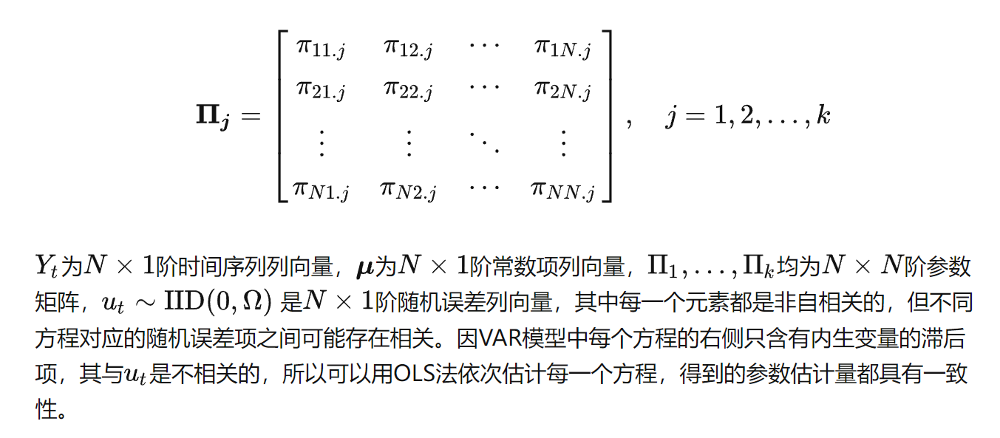 $$\mathbf{\Pi}_j = \begin{bmatrix} \pi_{11.j} & \pi_{12.j} & \cdots & \pi_{1N.j} \\ \pi_{21.j} & \pi_{22.j} & \cdots & \pi_{2N.j} \\ \vdots & \vdots & \ddots & \vdots \\ \pi_{N1.j} & \pi_{N2.j} & \cdots & \pi_{NN.j} \end{bmatrix}, \quad j = 1, 2, \ldots, k$$
$Y_t$为$N \times 1$阶时间序列列向量，$\boldsymbol{\mu}$为$N \times 1$阶常数项列向量，$\Pi_1, \ldots, \Pi_k$均为$N \times N$阶参数
矩阵，$u_t \sim \mathrm{IID}(0, \Omega)$ 是$N \times 1$阶随机误差列向量，其中每一个元素都是非自相关的，但不同
方程对应的随机误差项之间可能存在相关。因VAR模型中每个方程的右侧只含有内生变量的滞后
项，其与$u_t$是不相关的，所以可以用OLS法依次估计每一个方程，得到的参数估计量都具有一致
性。